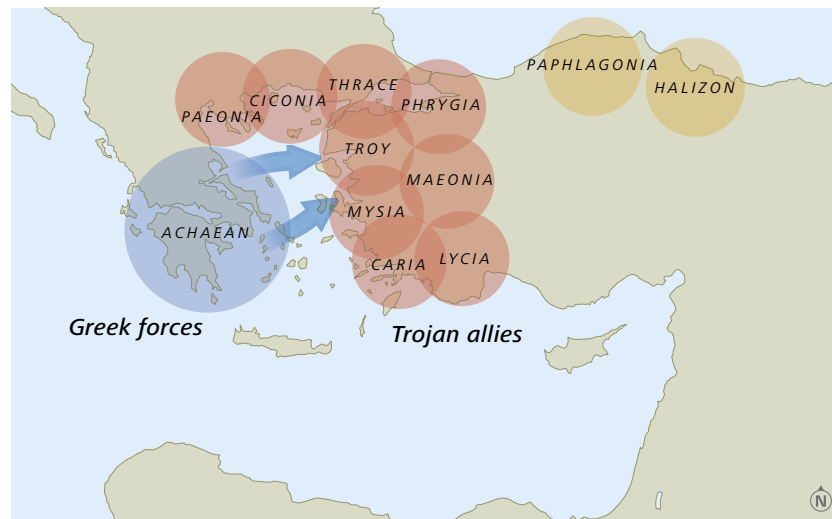 THRACE
PAPHLAGONIA
HALIZON
CICONIA
PHRYGIA
PAEONIA
TROY
MAEONIA
MYSIA
ACHAEAN
LYCIA
CARIA
Greek forces
Trojan allies
N